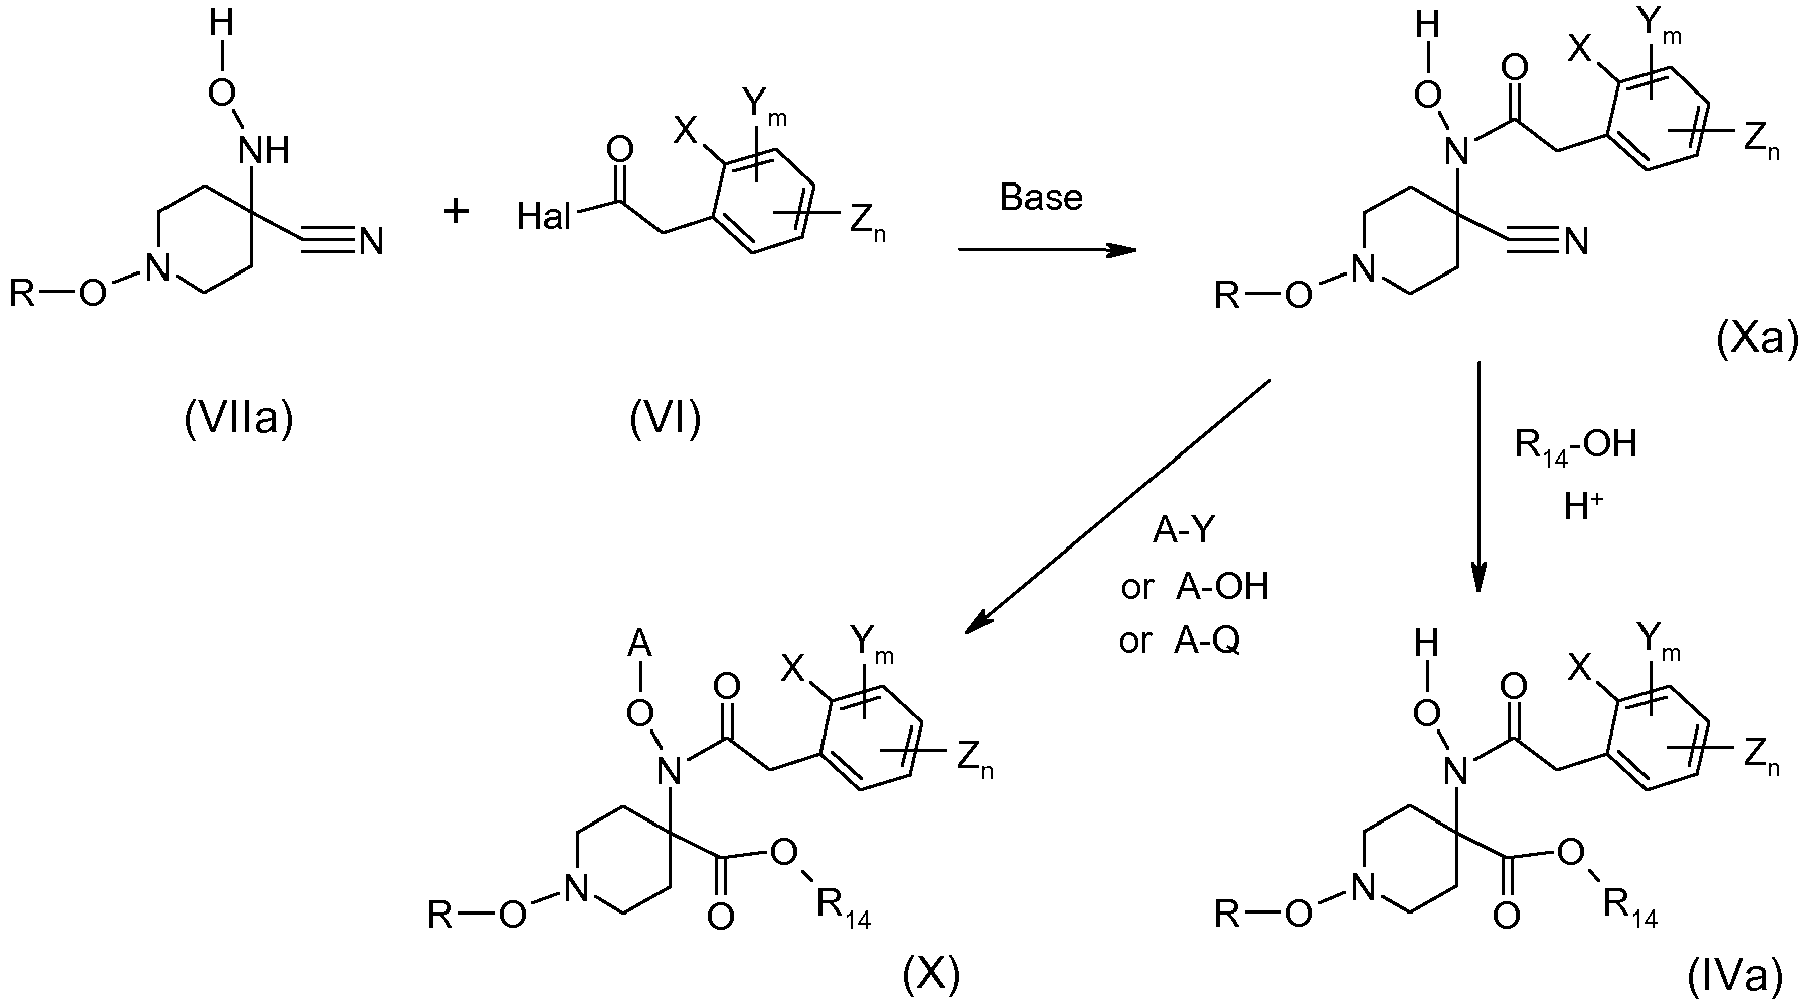 H
O
NH
N
R
O
N
(VIIa)
+
Hal
O
X
Y m
Z n
(VI)
Base
H
O
N
O
X
Y m
Z n
N
R
O
N
(Xa)
A-Y
or A-OH
or A-Q
R 14 -OH
H +
A
O
N
O
X
Y m
Z n
O
O
R 14
N
R
O
(X)
H
O
N
O
X
Y m
Z n
O
O
R 14
N
R
O
(IVa)